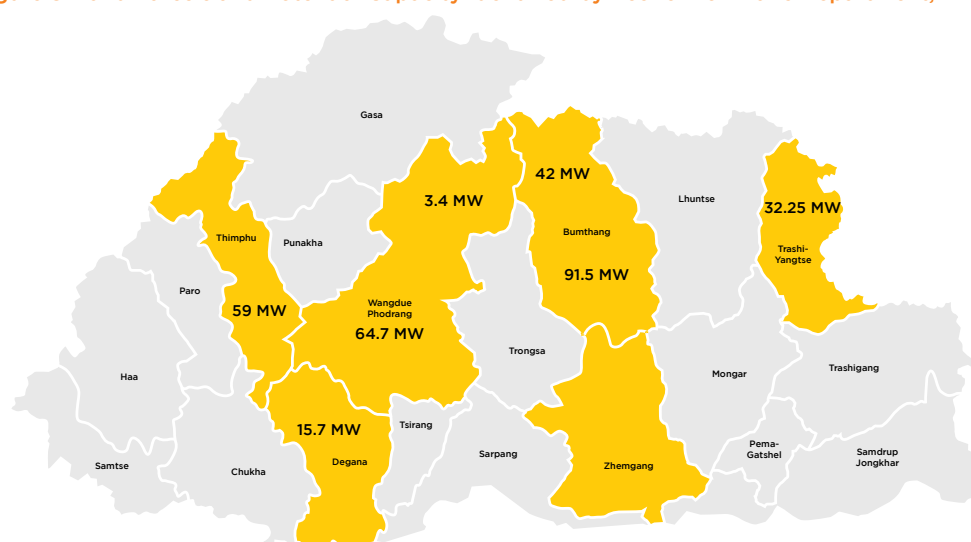 Gasa
42 MW
3.4 MW
Lhuntse
32.25 MW
Bumthang
Thimphu
Punakha
Trashi-
Yangtse
91.5 MW
Paro
Wangdue
Phodrang
59 MW
64.7 MW
Trongsa
Trashigang
Mongar
Haa
Tsirang
15.7 MW
Pema-
Gatshel
Sarpang
Samdrup
Jongkhar
Degana
Zhemgang
Samtse
Chukha